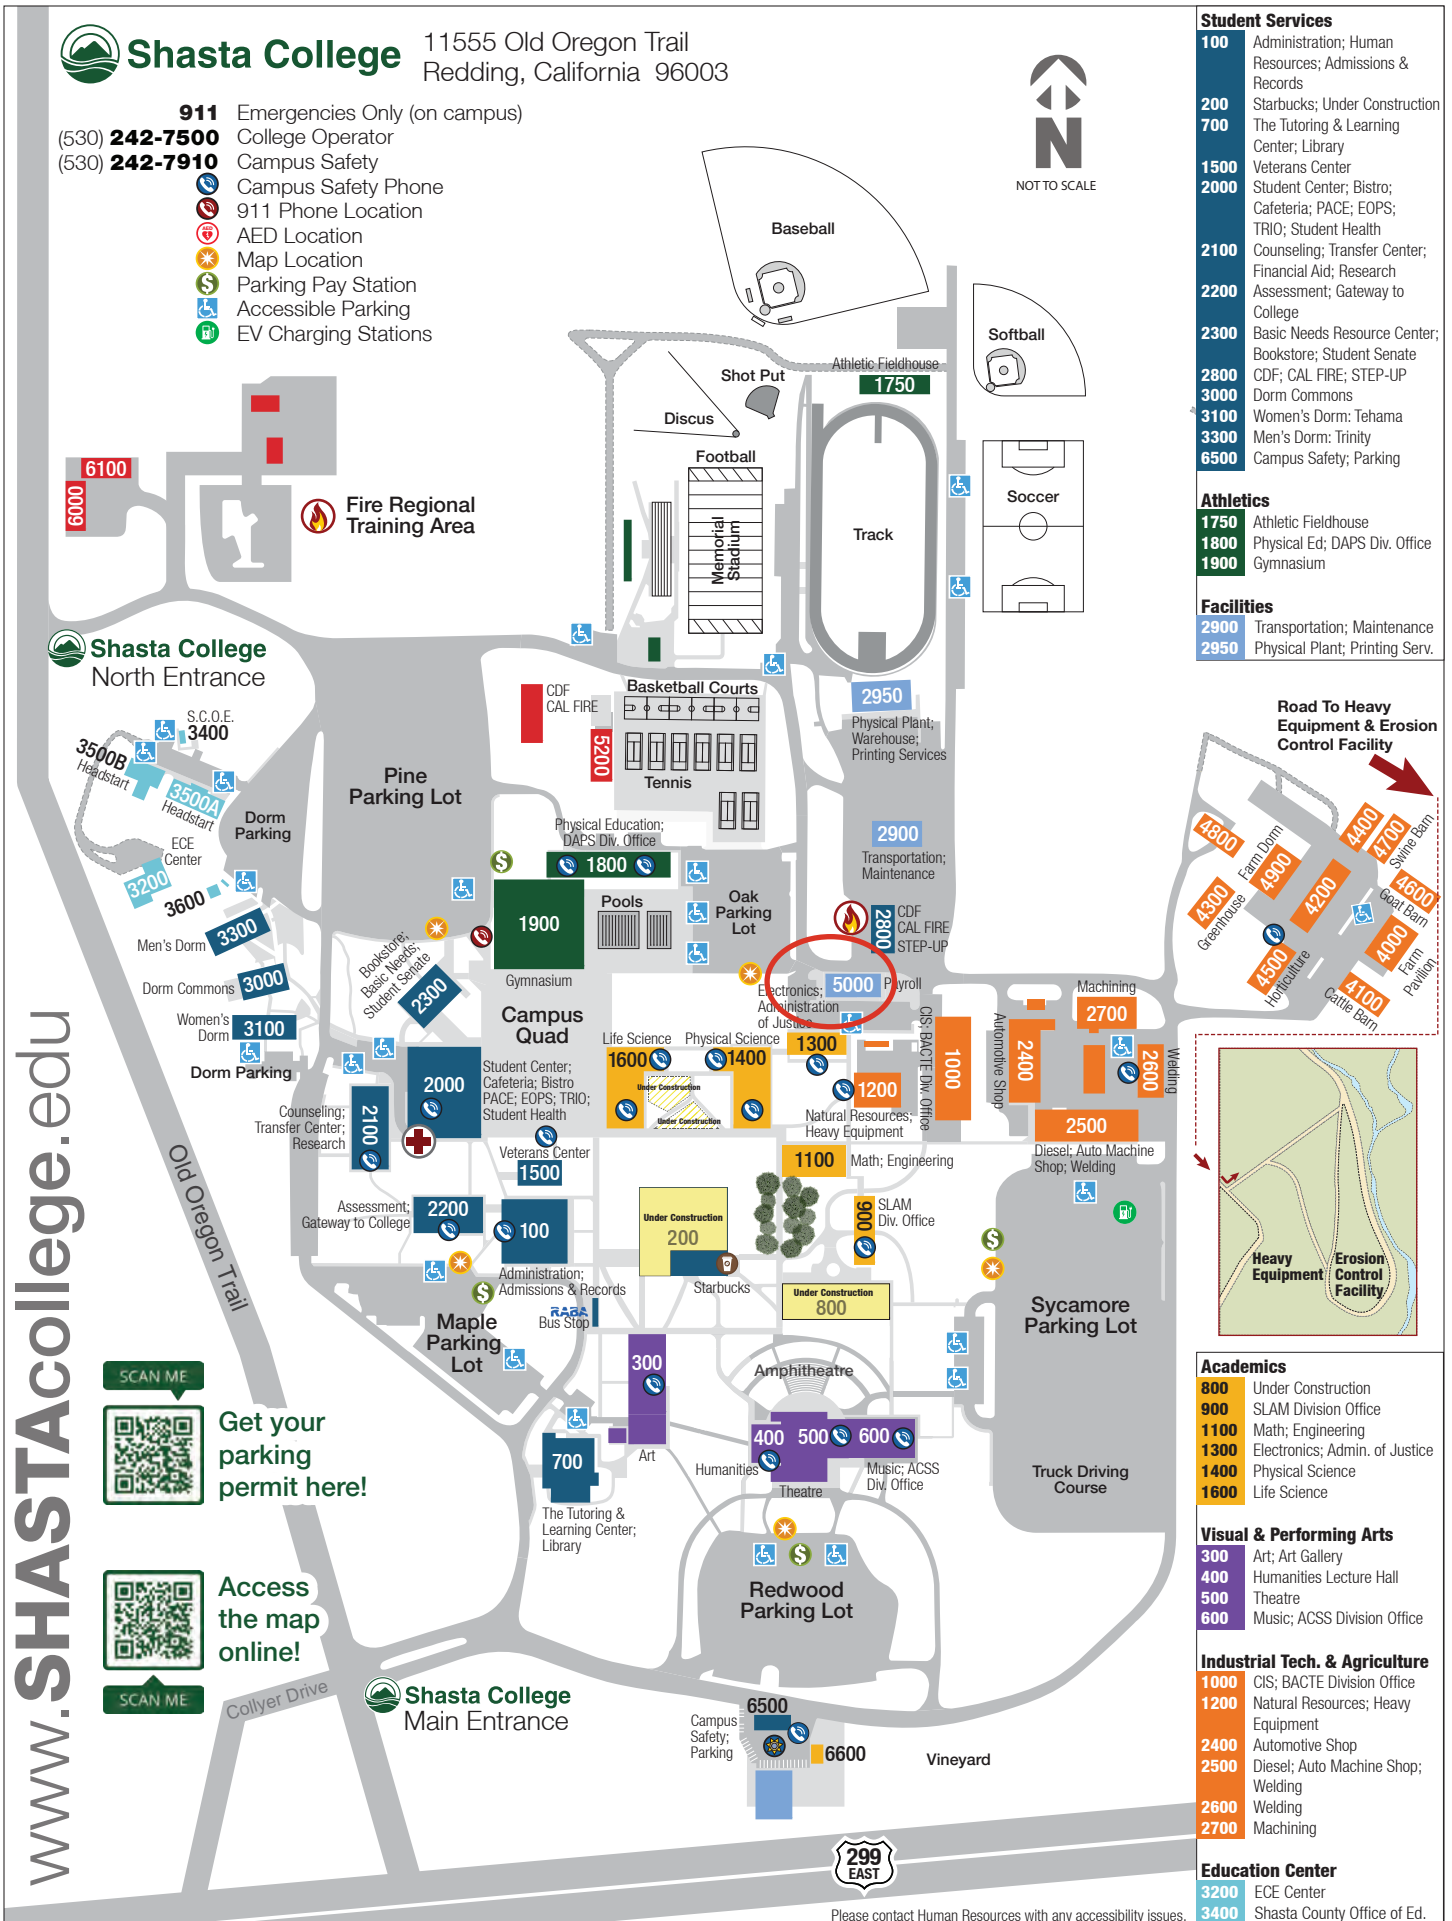 Shasta College
11555 Old Oregon Trail
Redding, California 96003
911 Emergencies Only (on campus)
(530) 242-7500 College Operator
(530) 242-7910 Campus Safety
Campus Safety Phone
911 Phone Location
AED
AED Location
Map Location
$ Parking Pay Station
Accessible Parking
EV Charging Stations
N
NOT TO SCALE
Baseball
Softball
Athletic Fieldhouse
1750
Shot Put
Discus
Football
Memorial
Stadium
Track
Soccer
6100
6000
Fire Regional
Training Area
Shasta College
North Entrance
S.C.O.E.
3400
3500B
Headstart
3500A
Headstart
Dorm
Parking
ECE
Center
3200
3600
3300
Men's Dorm
3000
Dorm Commons
Women's
Dorm
3100
Dorm Parking
Pine
Parking Lot
CDF
CAL FIRE
5200
Basketball Courts
Tennis
2950
Physical Plant;
Warehouse;
Printing Services
2900
Transportation;
Maintenance
Physical Education;
DAPS Div. Office
1800
$
1900
Gymnasium
Pools
Oak
Parking
Lot
2800
CDF
CAL FIRE
STEP-UP
5000
Payroll
Electronics;
Administration
of Justice
1300
Bookstore;
Basic Needs;
Student Senate
2300
Campus
Quad
Life Science
1600
Physical Science
1400
Under Construction
Under Construction
1200
Natural Resources;
Heavy Equipment
CIS; BACTE Div. Office
1000
Automotive Shop
2400
Machining
2700
2600
Welding
2500
Diesel; Auto Machine
Shop; Welding
2000
Student Center;
Cafeteria; Bistro
PACE; EOPS; TRIO;
Student Health
Counseling;
Transfer Center;
Research
2100
Veterans Center
1500
1100
Math; Engineering
Assessment;
Gateway to College
2200
100
Administration;
Admissions & Records
Under Construction
200
Starbucks
900
SLAM
Div. Office
Under Construction
800
$
$
RABA
Bus Stop
Maple
Parking
Lot
Sycamore
Parking Lot
300
Art
Amphitheatre
400
500
600
Humanities
Theatre
Music; ACSS
Div. Office
700
The Tutoring &
Learning Center;
Library
Truck Driving
Course
$
Redwood
Parking Lot
Old Oregon Trail
Collyer Drive
SCAN ME
Get your
parking
permit here!
Access
the map
online!
SCAN ME
Shasta College
Main Entrance
6500
Campus
Safety;
Parking
6600
Vineyard
299
EAST
www.SHASTAcollege.edu
Please contact Human Resources with any accessibility issues.
Student Services
100 Administration; Human
Resources; Admissions &
Records
200 Starbucks; Under Construction
700 The Tutoring & Learning
Center; Library
1500 Veterans Center
2000 Student Center; Bistro;
Cafeteria; PACE; EOPS;
TRIO; Student Health
2100 Counseling; Transfer Center;
Financial Aid; Research
2200 Assessment; Gateway to
College
2300 Basic Needs Resource Center;
Bookstore; Student Senate
2800 CDF; CAL FIRE; STEP-UP
3000 Dorm Commons
3100 Women's Dorm: Tehama
3300 Men's Dorm: Trinity
6500 Campus Safety; Parking
Athletics
1750 Athletic Fieldhouse
1800 Physical Ed; DAPS Div. Office
1900 Gymnasium
Facilities
2900 Transportation; Maintenance
2950 Physical Plant; Printing Serv.
Road To Heavy
Equipment & Erosion
Control Facility
4800
Farm Dorm
4900
4300
Greenhouse
4200
4400
4700
Swine Barn
4600
Goat Barn
4000
Farm
Pavilion
4500
Horticulture
4100
Cattle Barn
Heavy
Equipment
Erosion
Control
Facility
Academics
800 Under Construction
900 SLAM Division Office
1100 Math; Engineering
1300 Electronics; Admin. of Justice
1400 Physical Science
1600 Life Science
Visual & Performing Arts
300 Art; Art Gallery
400 Humanities Lecture Hall
500 Theatre
600 Music; ACSS Division Office
Industrial Tech. & Agriculture
1000 CIS; BACTE Division Office
1200 Natural Resources; Heavy
Equipment
2400 Automotive Shop
2500 Diesel; Auto Machine Shop;
Welding
2600 Welding
2700 Machining
Education Center
3200 ECE Center
3400 Shasta County Office of Ed.